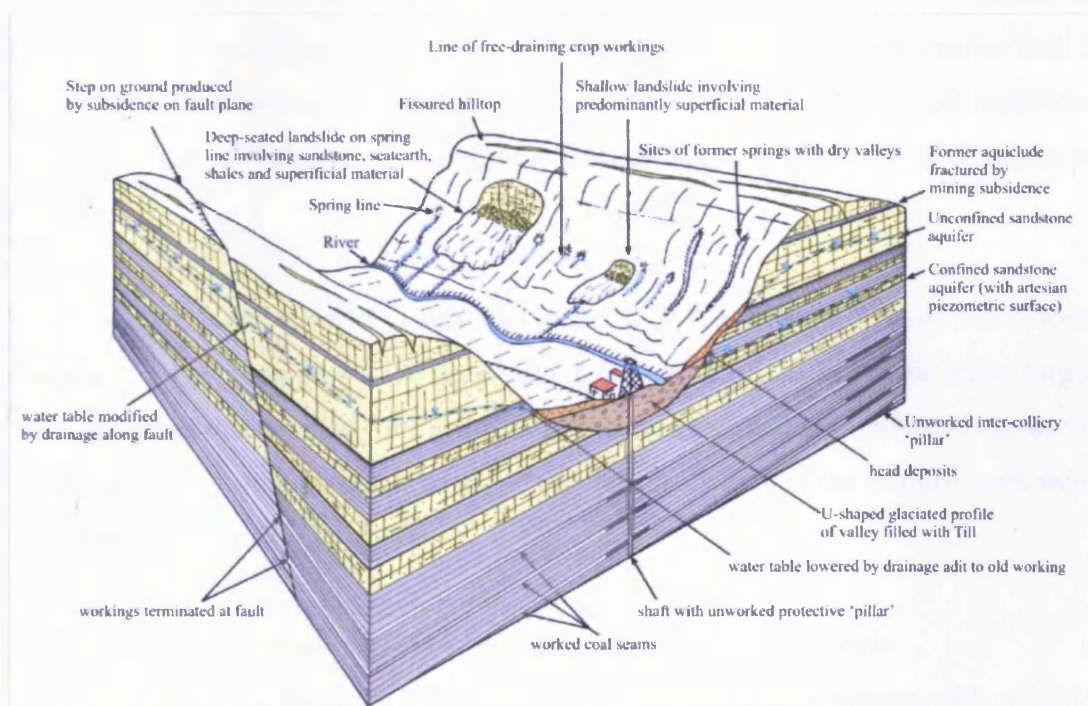 Line of free-draining crop workings
Step on ground produced
by subsidence on fault plane
Fissured hilltop
Shallow landslide involving
predominantly superficial material
Deep-seated landslide on spring
line involving sandstone, seatearth,
shales and superificial material
Sites of former springs with dry valleys
Former aquiclude
fractured by
mining subsidence
Spring line
Unconfined sandstone
aquifer
River
Confined sandstone
aquifer (with artesian
piezometric surface)
water table modified
by drainage along fault
Unworked inter-colliery
'pillar'
head deposits
U-shaped glaciated profile
of valley filled with Till
water table lowered by drainage adit to old working
workings terminated at fault
shaft with unworked protective 'pillar'
worked coal seams